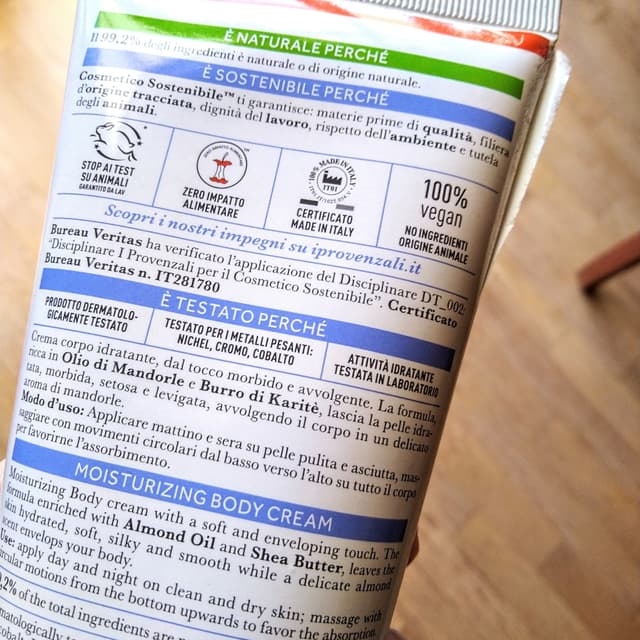 È NATURALE PERCHÉ
Il 99.2% degli ingredienti è naturale o di origine naturale.
È SOSTENIBILE PERCHÉ
Cosmetico Sostenibile™ ti garantisce: materie prime di qualità, filiera
d'origine tracciata, dignità del lavoro, rispetto dell'ambiente e tutela
degli animali.
STOP AI TEST
SU ANIMALI
GARANTITO DA LAV
ZERO IMPATTO
ALIMENTARE
100% MADE IN ITALY
CERTIFICATO
MADE IN ITALY
100%
vegan
NO INGREDIENTI
ORIGINE ANIMALE
Scopri i nostri impegni su iprovenzali.it
Bureau Veritas ha verificato l'applicazione del Disciplinare DT_002:
"Disciplinare I Provenzali per il Cosmetico Sostenibile". Certificato
Bureau Veritas n. IT281780
È TESTATO PERCHÉ
PRODOTTO DERMATOLO-
GICAMENTE TESTATO
TESTATO PER I METALLI PESANTI:
NICHEL, CROMO, COBALTO
ATTIVITÀ IDRATANTE
TESTATA IN LABORATORIO
Crema corpo idratante, dal tocco morbido e avvolgente. La formula,
ricca in Olio di Mandorle e Burro di Karitè, lascia la pelle idra-
tata, morbida, setosa e levigata, avvolgendo il corpo in un delicato
aroma di mandorle.
Modo d'uso: Applicare mattino e sera su pelle pulita e asciutta, mas-
saggiare con movimenti circolari dal basso verso l'alto su tutto il corpo
per favorirne l'assorbimento.
MOISTURIZING BODY CREAM
Moisturizing Body cream with a soft and enveloping touch. The
formula enriched with Almond Oil and Shea Butter, leaves the
skin hydrated, soft, silky and smooth while a delicate almond
scent envelops your body.
Use: apply day and night on clean and dry skin; massage with
circular motions from the bottom upwards to favor the absorption.
.2% of the total ingredients are